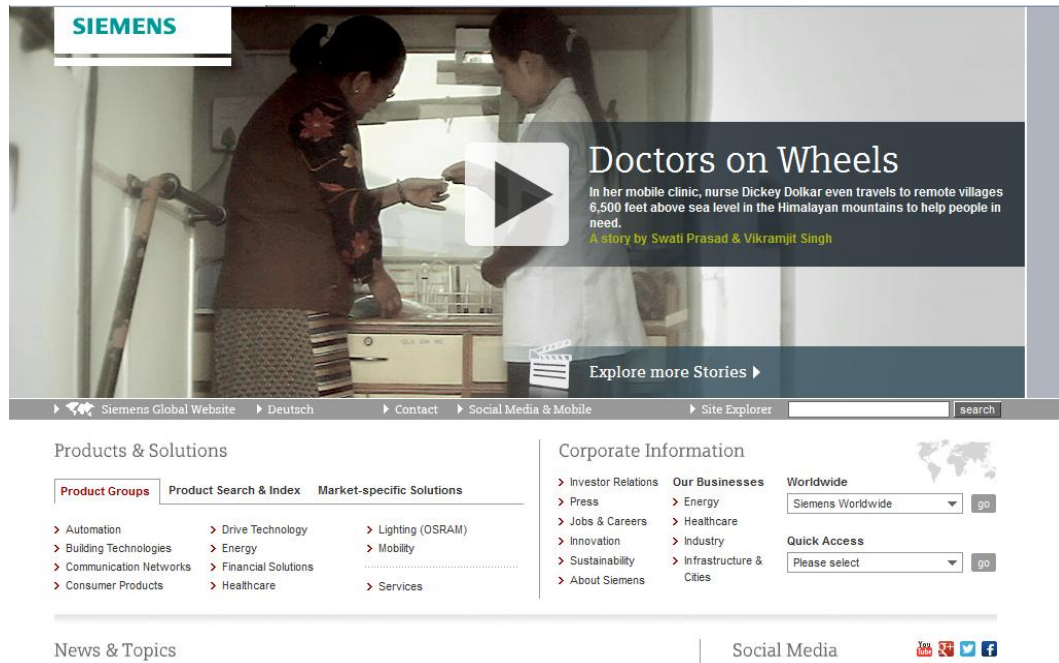 SIEMENS
Doctors on Wheels
In her mobile clinic, nurse Dickey Dolkar even travels to remote villages
6,500 feet above sea level in the Himalayan mountains to help people in
need.
A story by Swati Prasad & Vikramjit Singh
Explore more Stories
Siemens Global Website Deutsch Contact Social Media & Mobile Site Explorer search
Products & Solutions
Product Groups Product Search & Index Market-specific Solutions
Automation Drive Technology Lighting (OSRAM)
Building Technologies Energy Mobility
Communication Networks Financial Solutions
Consumer Products Healthcare Services
Corporate Information
Investor Relations Our Businesses Worldwide
Press Energy Siemens Worldwide go
Jobs & Careers Healthcare
Innovation Industry Quick Access
Sustainability Infrastructure & Please select go
About Siemens Cities
News & Topics
Social Media You Tube